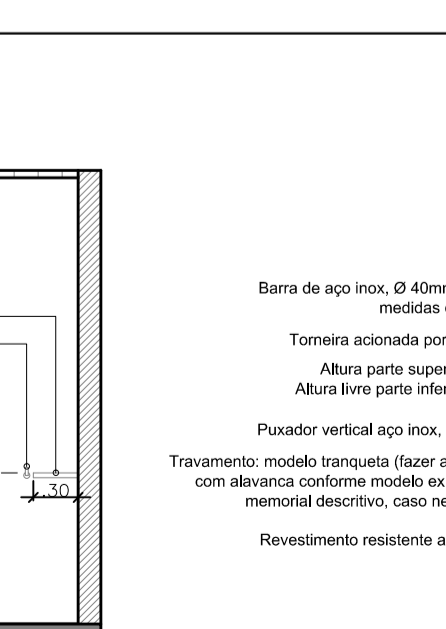 Barra de aço inox, Ø 40mm
medidas
Torneira acionada por
Altura parte super
Altura livre parte infer
Puxador vertical aço inox,
Travamento: modelo tranqueta (fazer a
com alavanca conforme modelo ex
memorial descritivo, caso ne
Revestimento resistente a
.30